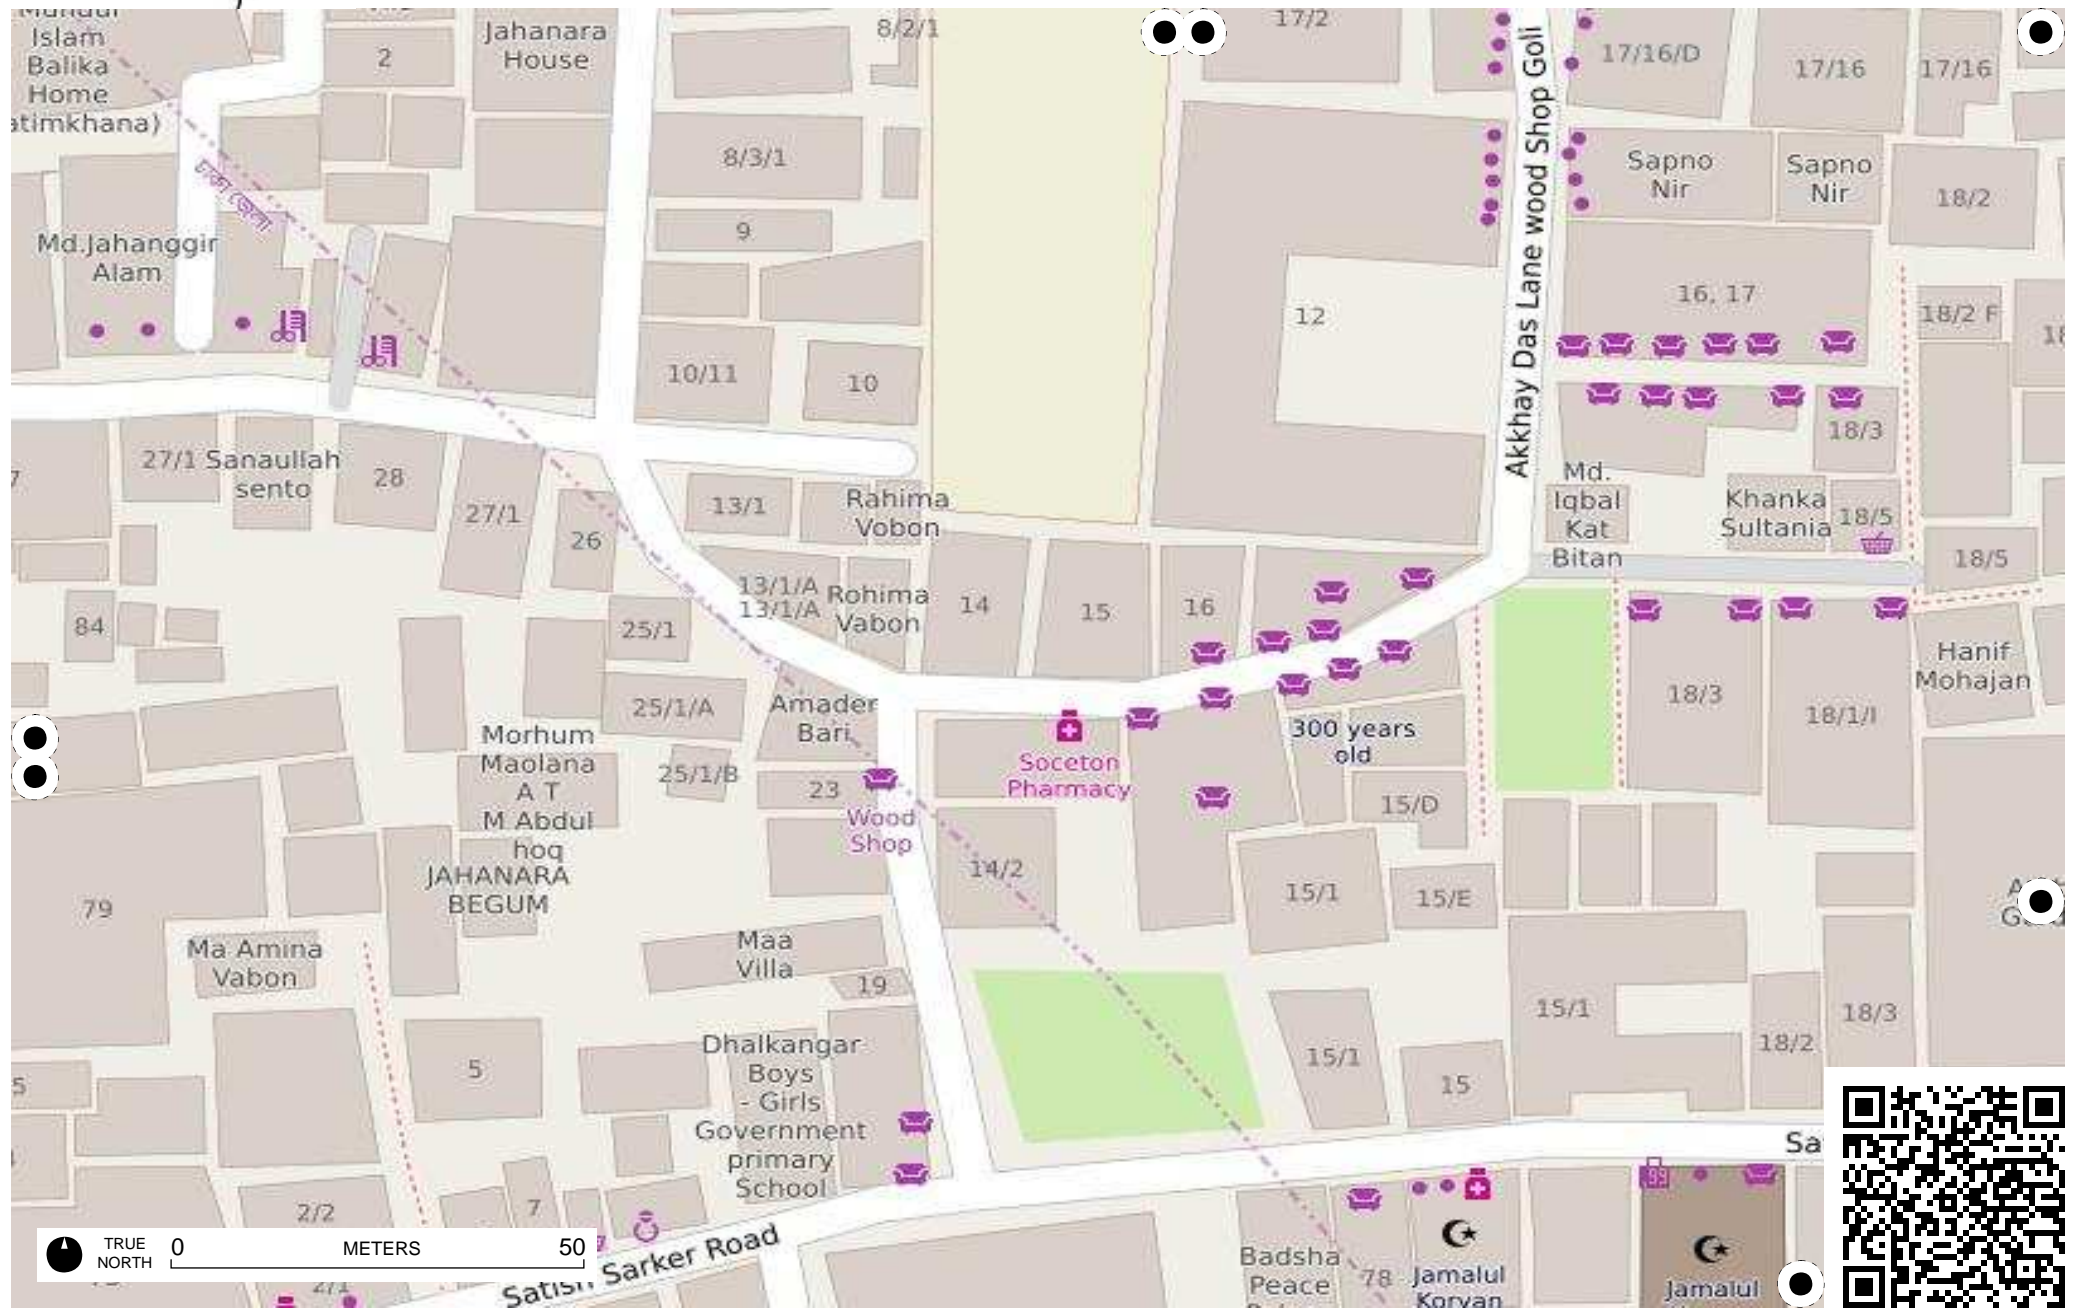 Islam
Balika
Home
2
Jahanara
House
8/2/1
17/2
17/16/D
17/16
17/16
8/3/1
Sapno
Nir
Sapno
Nir
18/2
9
Md.Jahanggir
Alam
ঢাকা জেলা
12
16, 17
18/2 F
10/11
10
Akkhay Das Lane wood Shop Goli
18/3
27/1
Sanaullah
sento
28
27/1
26
13/1
Rahima
Vobon
Md.
Iqbal
Kat
Bitan
Khanka
Sultania
18/5
18/5
84
25/1
13/1/A
13/1/A
Rohima
Vabon
14
15
16
25/1/A
Amader
Bari
Hanif
Mohajan
18/3
18/1/I
300 years
old
Soceton
Pharmacy
Morhum
Maolana
A T
M Abdul
hoq
25/1/B
23
Wood
Shop
15/D
JAHANARA
BEGUM
14/2
15/1
15/E
79
Ma Amina
Vabon
Maa
Villa
19
15/1
18/2
18/3
5
5
Dhalkangar
Boys
- Girls
Government
primary
School
15/1
15
2/2
7
TRUE
NORTH
0
METERS
50
2/1
Satish Sarker Road
Badsha
Peace
78
Jamalul
Korvan
Jamalul